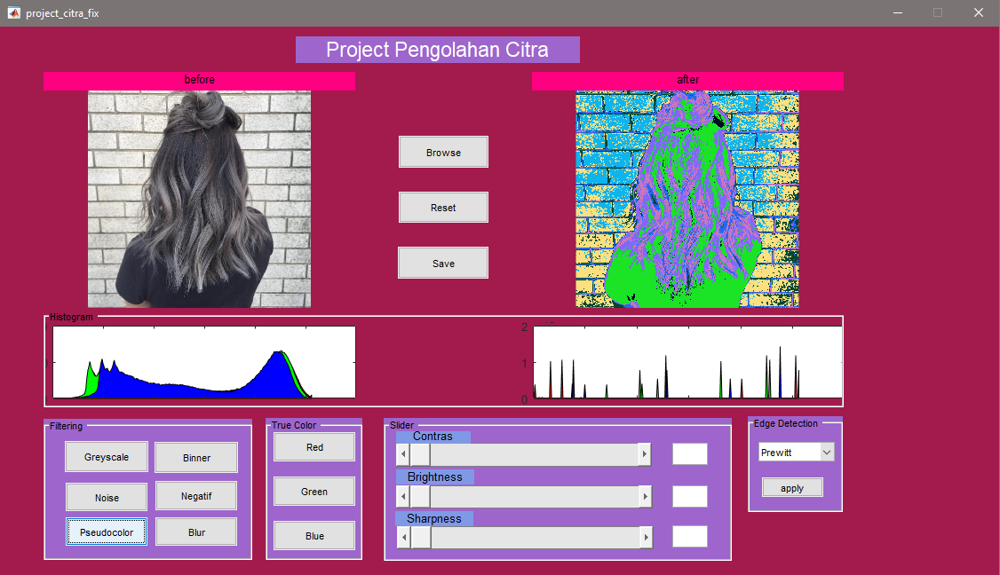 project_citra_fix
Project Pengolahan Citra
before
after
Browse
Reset
Save
Histogram
2
1
0
Filtering
Greyscale
Binner
Noise
Negatif
Pseudocolor
Blur
True Color
Red
Green
Blue
Slider
Contras
Brightness
Sharpness
Edge Detection
Prewitt
apply